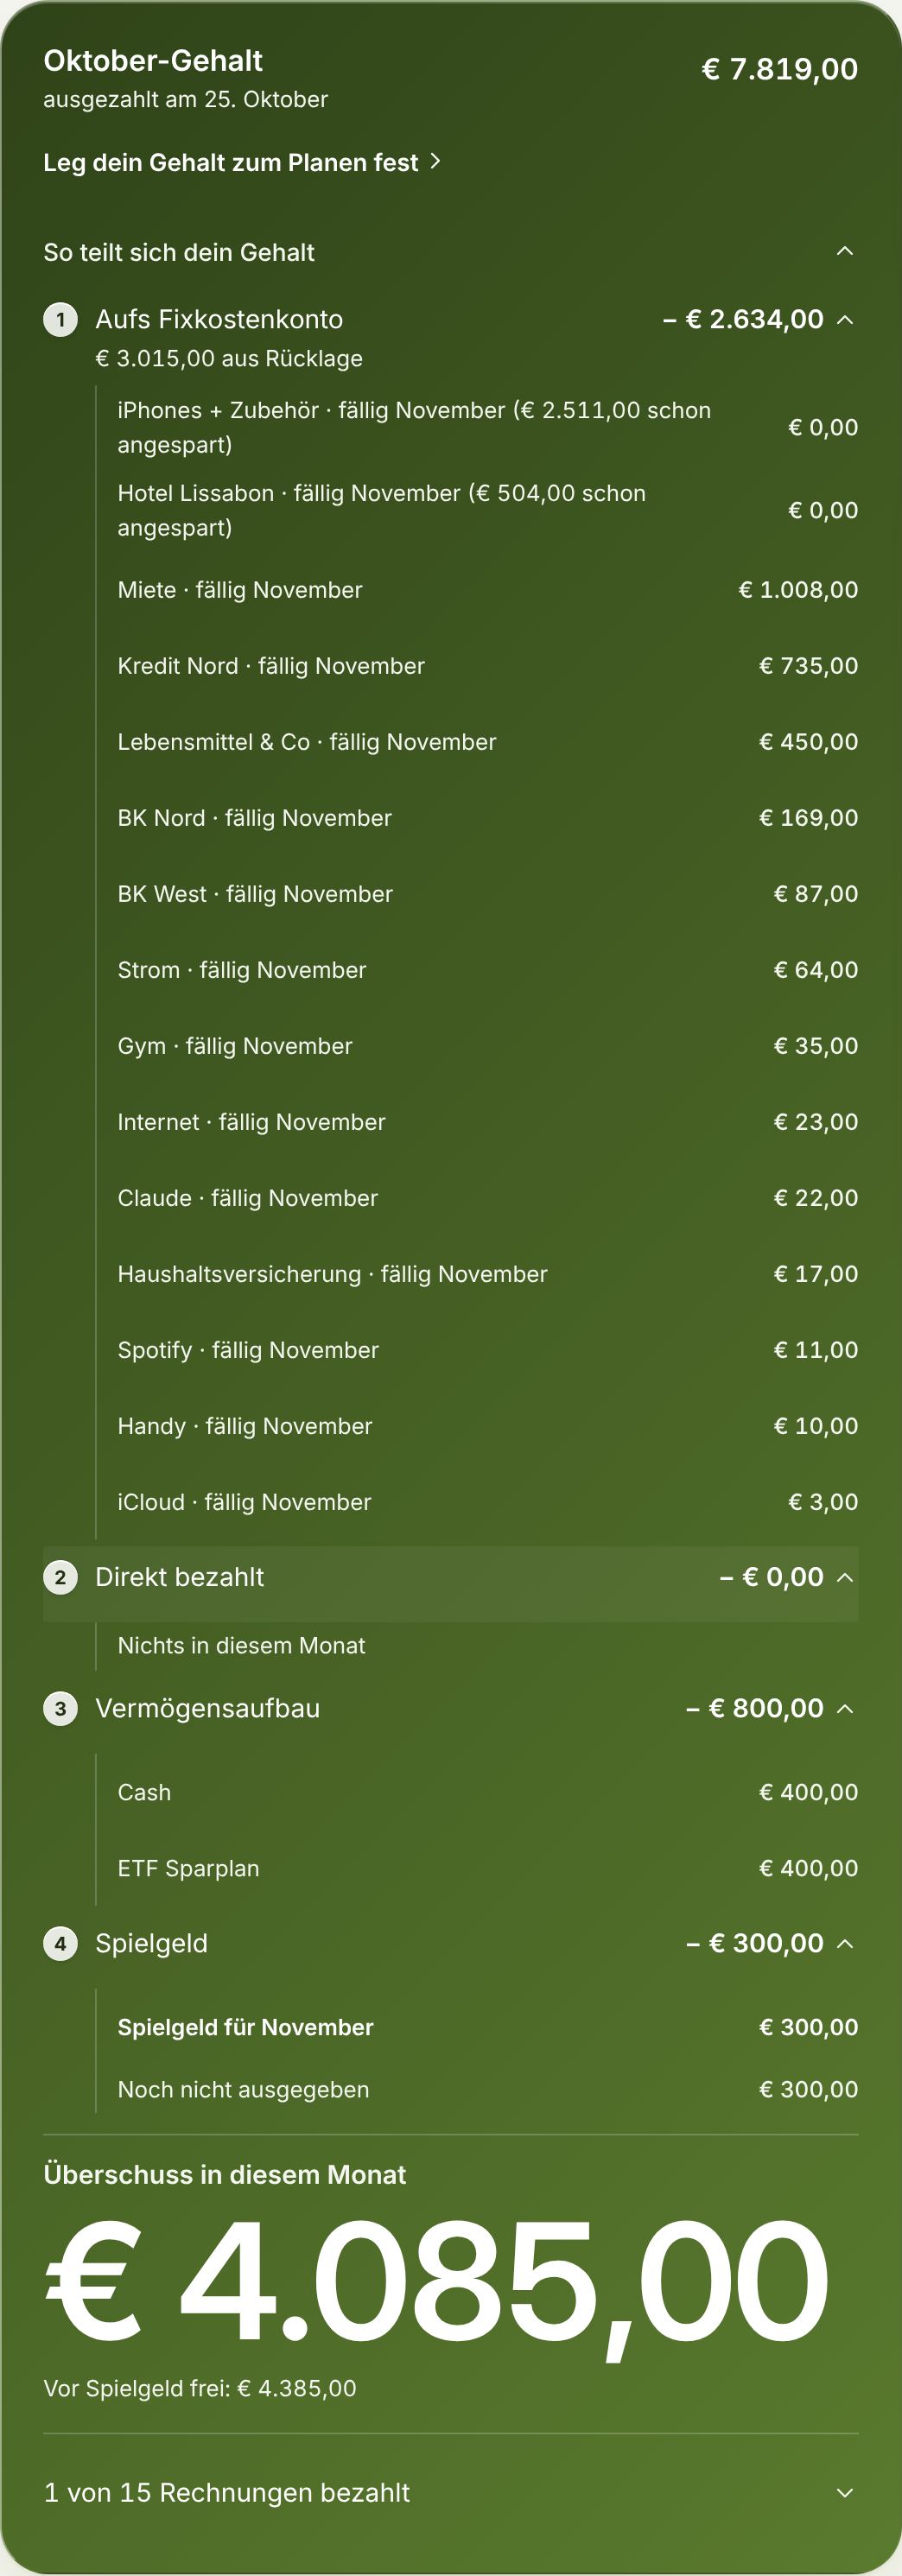 Oktober-Gehalt
€ 7.819,00
ausgezahlt am 25. Oktober
Leg dein Gehalt zum Planen fest
So teilt sich dein Gehalt
1 Aufs Fixkostenkonto – € 2.634,00
€ 3.015,00 aus Rücklage
iPhones + Zubehör · fällig November (€ 2.511,00 schon
angespart)
€ 0,00
Hotel Lissabon · fällig November (€ 504,00 schon
angespart)
€ 0,00
Miete · fällig November € 1.008,00
Kredit Nord · fällig November € 735,00
Lebensmittel & Co · fällig November € 450,00
BK Nord · fällig November € 169,00
BK West · fällig November € 87,00
Strom · fällig November € 64,00
Gym · fällig November € 35,00
Internet · fällig November € 23,00
Claude · fällig November € 22,00
Haushaltsversicherung · fällig November € 17,00
Spotify · fällig November € 11,00
Handy · fällig November € 10,00
iCloud · fällig November € 3,00
2 Direkt bezahlt – € 0,00
Nichts in diesem Monat
3 Vermögensaufbau – € 800,00
Cash € 400,00
ETF Sparplan € 400,00
4 Spielgeld – € 300,00
Spielgeld für November € 300,00
Noch nicht ausgegeben € 300,00
Überschuss in diesem Monat
€ 4.085,00
Vor Spielgeld frei: € 4.385,00
1 von 15 Rechnungen bezahlt